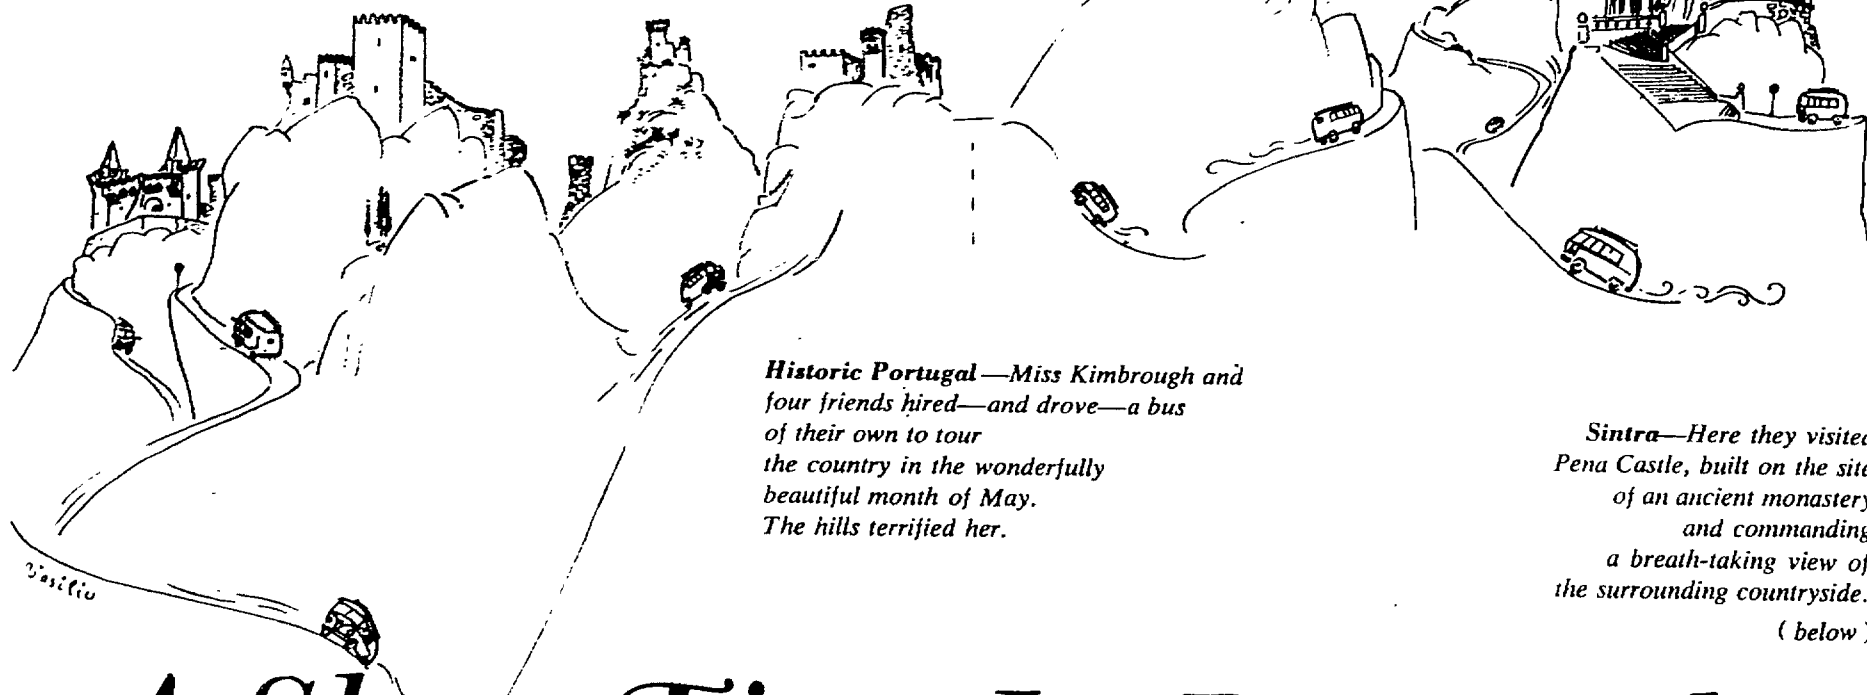 Historic Portugal—Miss Kimbrough and
four friends hired—and drove—a bus
of their own to tour
the country in the wonderfully
beautiful month of May.
The hills terrified her.
Sintra—Here they visited
Pena Castle, built on the site
of an ancient monastery
and commanding
a breath-taking view of
the surrounding countryside.
(below)
Vasiliu